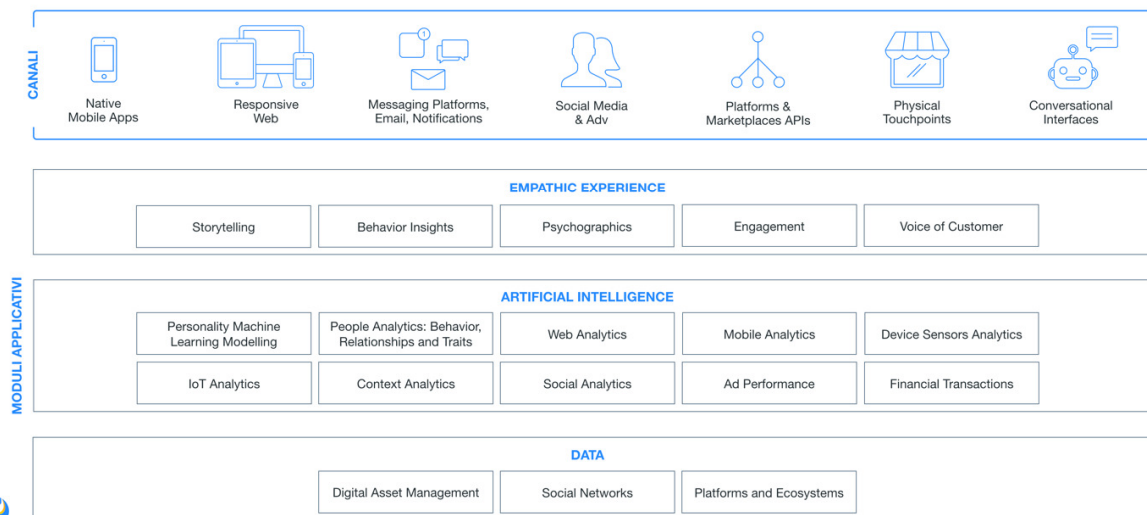 CANALI
1
Native
Mobile Apps
Responsive
Web
Messaging Platforms,
Email, Notifications
Social Media
& Adv
Platforms &
Marketplaces APIs
Physical
Touchpoints
Conversational
Interfaces
MODULI APPLICATIVI
EMPATHIC EXPERIENCE
Storytelling
Behavior Insights
Psychographics
Engagement
Voice of Customer
ARTIFICIAL INTELLIGENCE
Personality Machine
Learning Modelling
People Analytics: Behavior,
Relationships and Traits
Web Analytics
Mobile Analytics
Device Sensors Analytics
IoT Analytics
Context Analytics
Social Analytics
Ad Performance
Financial Transactions
DATA
Digital Asset Management
Social Networks
Platforms and Ecosystems